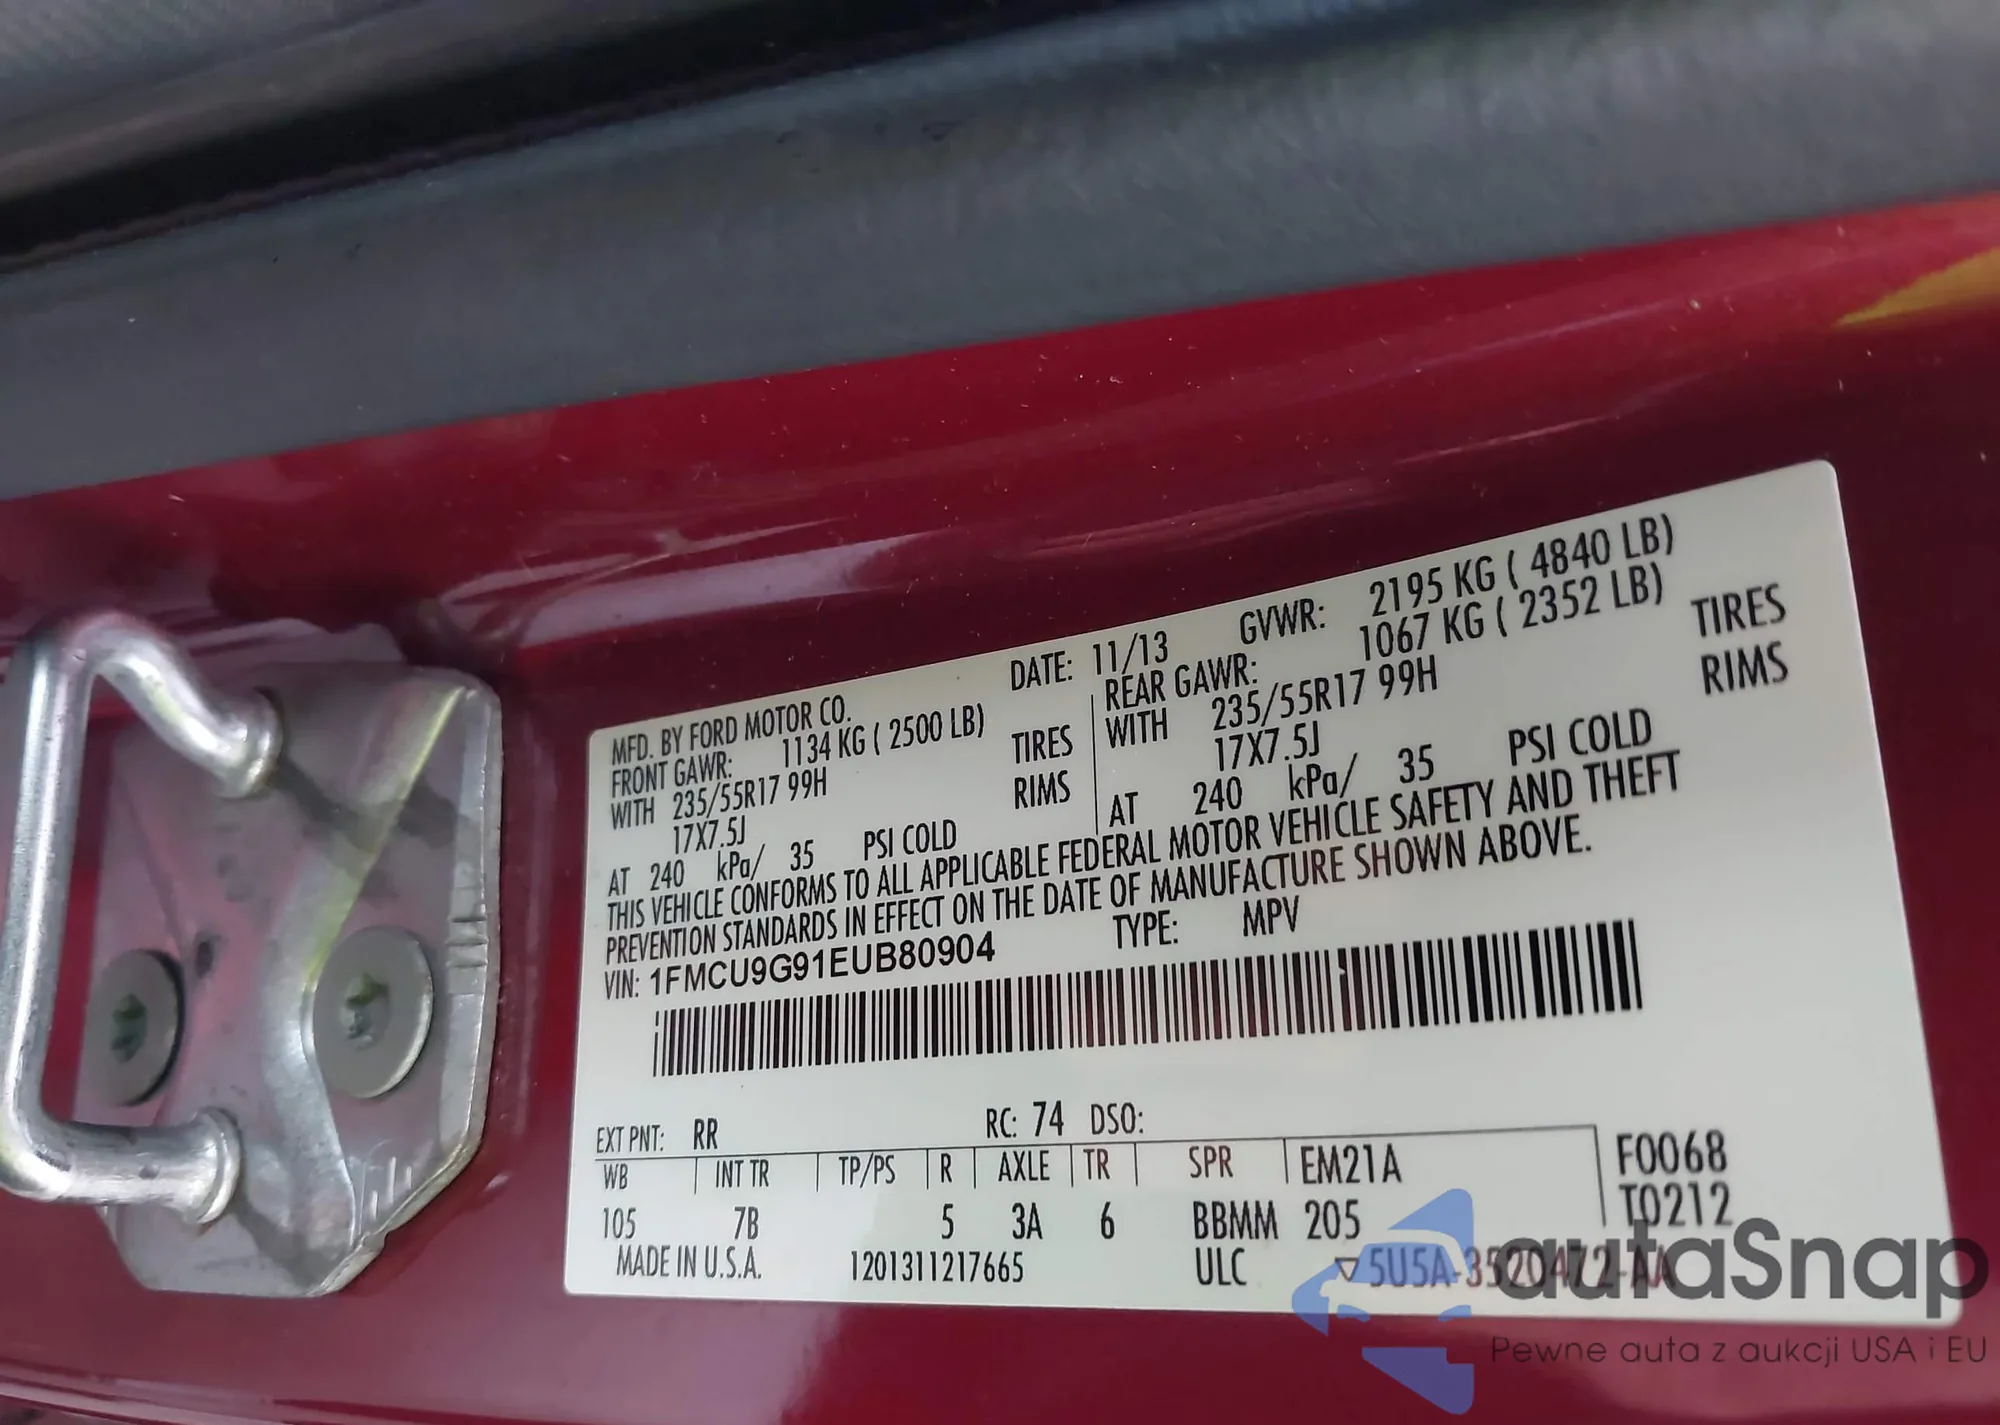 MFD. BY FORD MOTOR CO.
DATE: 11/13
GVWR: 2195 KG ( 4840 LB)
FRONT GAWR: 1134 KG ( 2500 LB)
REAR GAWR: 1067 KG ( 2352 LB)
WITH 235/55R17 99H TIRES
WITH 235/55R17 99H TIRES
17X7.5J RIMS
17X7.5J RIMS
AT 240 kPa/ 35 PSI COLD
AT 240 kPa/ 35 PSI COLD
THIS VEHICLE CONFORMS TO ALL APPLICABLE FEDERAL MOTOR VEHICLE SAFETY AND THEFT
PREVENTION STANDARDS IN EFFECT ON THE DATE OF MANUFACTURE SHOWN ABOVE.
VIN: 1FMCU9G91EUB80904
TYPE: MPV
EXT PNT: RR RC: 74 DSO:
WB INT TR TP/PS R AXLE TR SPR EM21A F0068
105 7B 5 3A 6 BBMM 205 T0212
MADE IN U.S.A. 1201311217665 ULC ▽5U5A-3520472-AA
autaSnap
Pewne auta z aukcji USA i EU